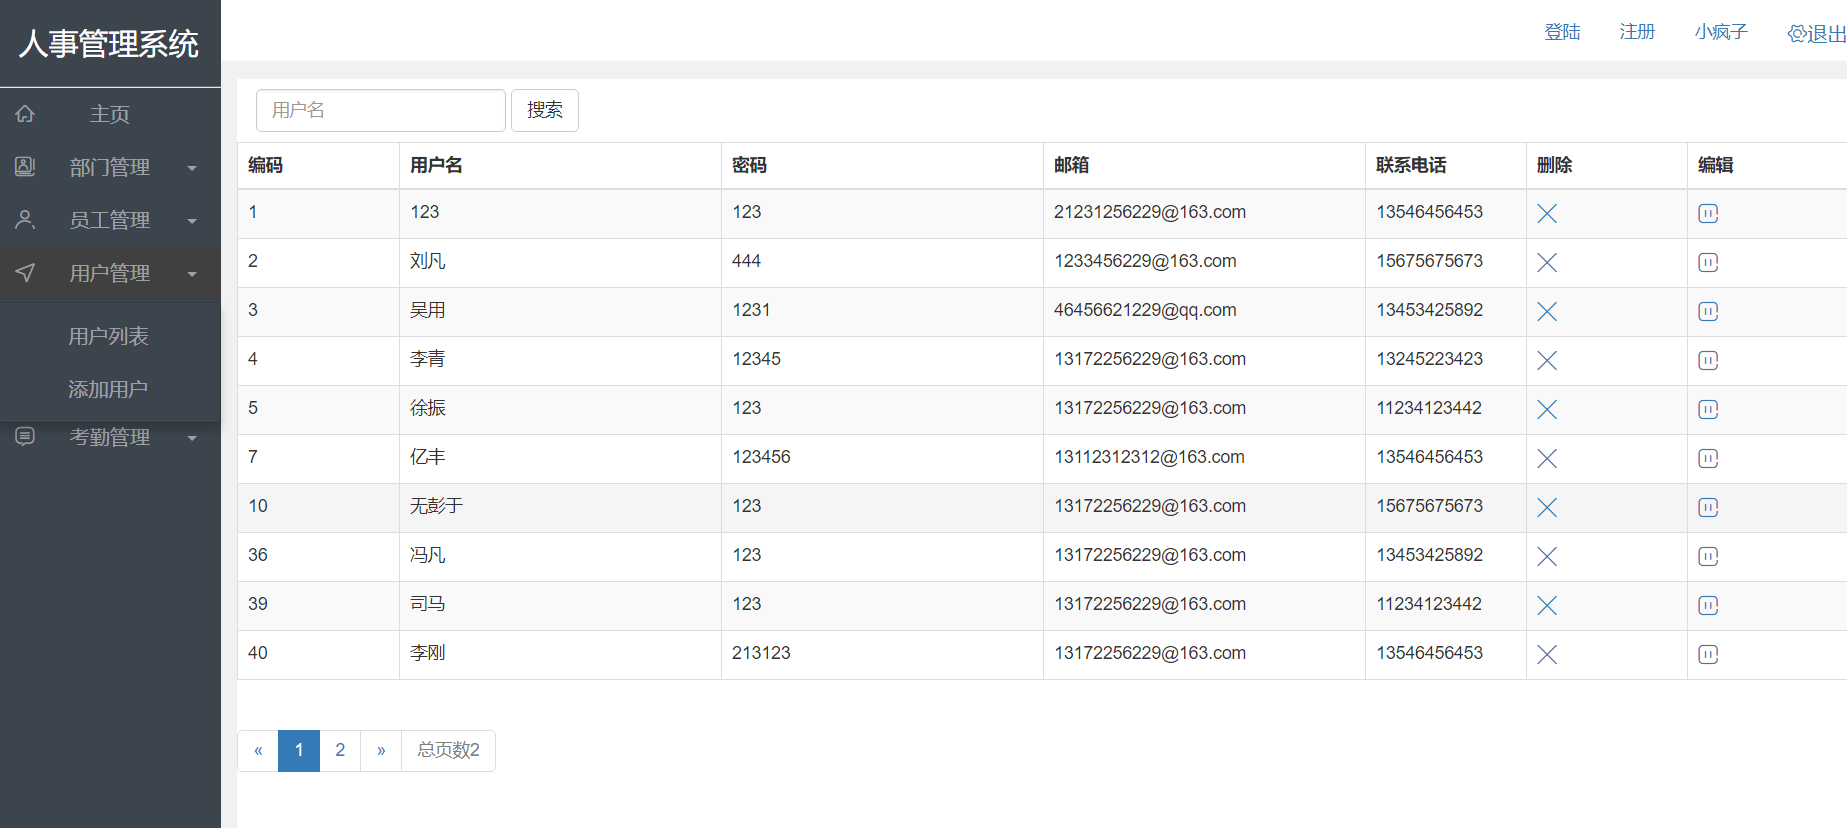 人事管理系统
登陆 注册 小疯子 退出
主页
部门管理
员工管理
用户管理
用户列表
添加用户
考勤管理
用户名 搜索
编码 用户名 密码 邮箱 联系电话 删除 编辑
1 123 123 21231256229@163.com 13546456453
2 刘凡 444 1233456229@163.com 15675675673
3 吴用 1231 46456621229@qq.com 13453425892
4 李青 12345 13172256229@163.com 13245223423
5 徐振 123 13172256229@163.com 11234123442
7 亿丰 123456 13112312312@163.com 13546456453
10 无彭于 123 13172256229@163.com 15675675673
36 冯凡 123 13172256229@163.com 13453425892
39 司马 123 13172256229@163.com 11234123442
40 李刚 213123 13172256229@163.com 13546456453
« 1 2 » 总页数2